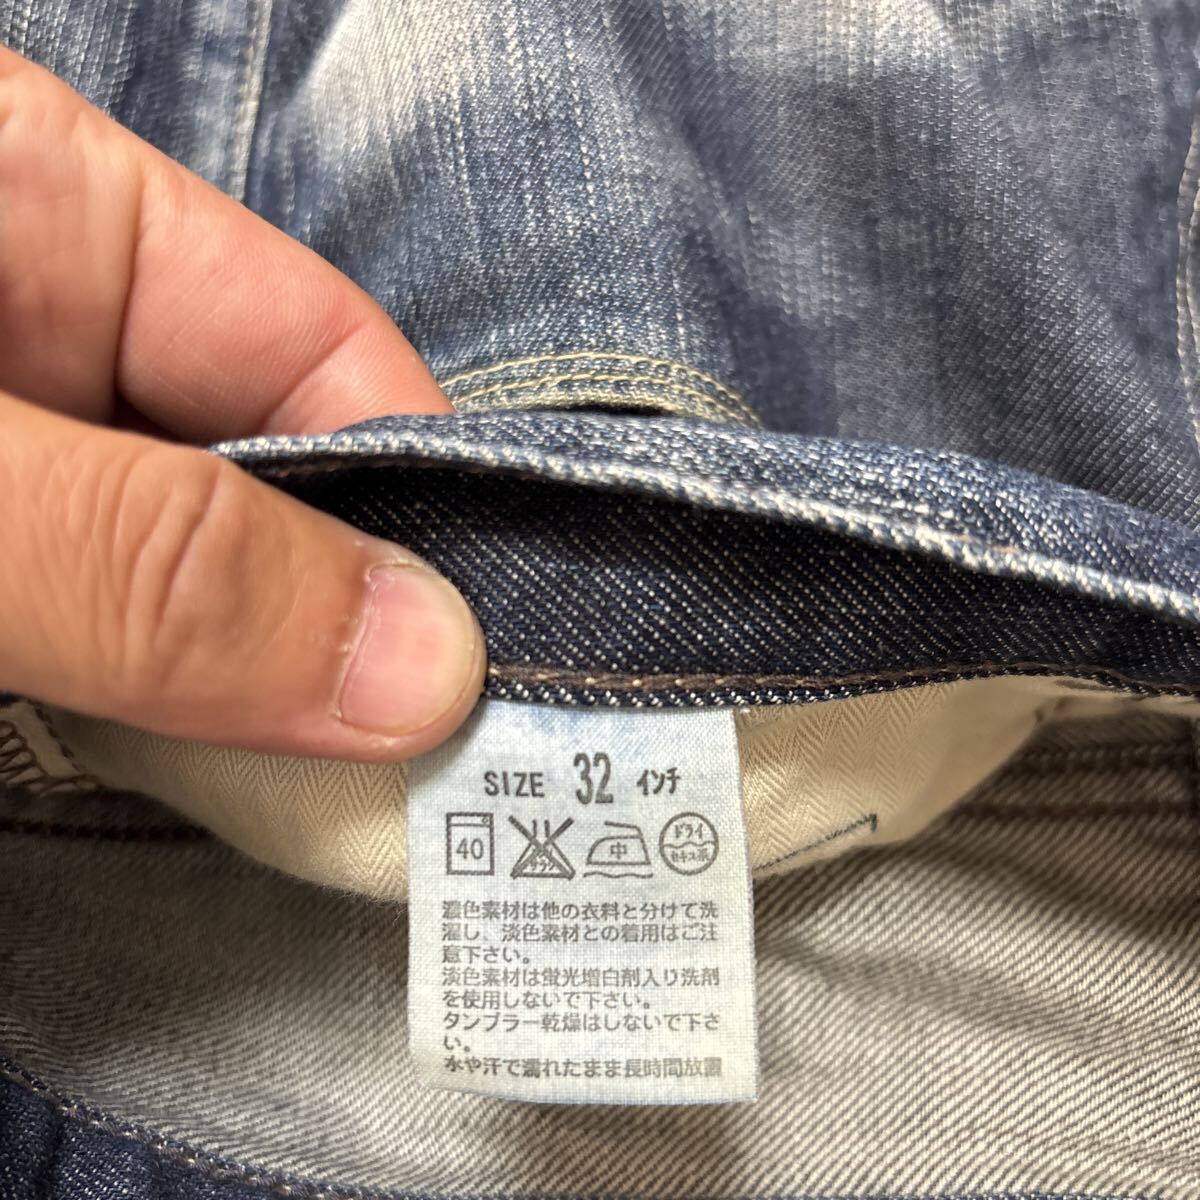 SIZE 32 インチ
40 中 ドライ セキユ系
濃色素材は他の衣料と分けて洗
濯し、淡色素材との着用はご注
意下さい。
淡色素材は蛍光増白剤入り洗剤
を使用しないで下さい。
タンブラー乾燥はしないで下さ
い。
水や汗で濡れたまま長時間放置